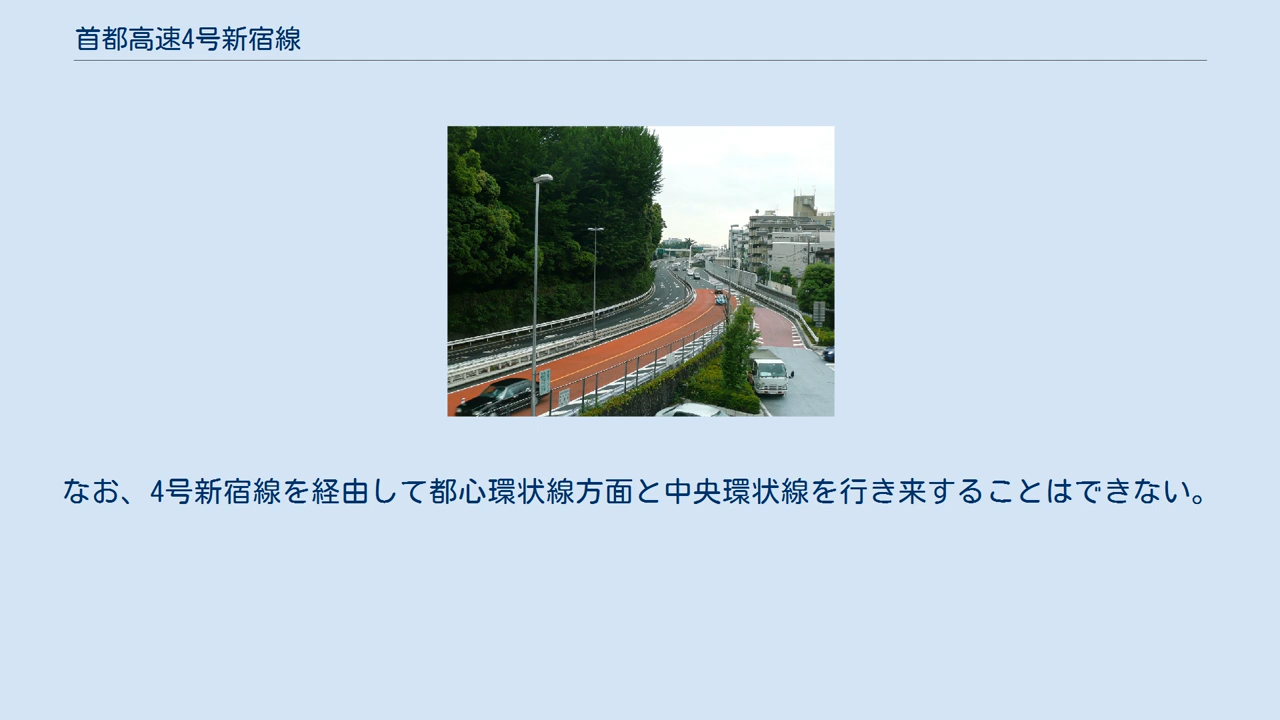 首都高速4号新宿線
なお、4号新宿線を経由して都心環状線方面と中央環状線を行き来することはできない。